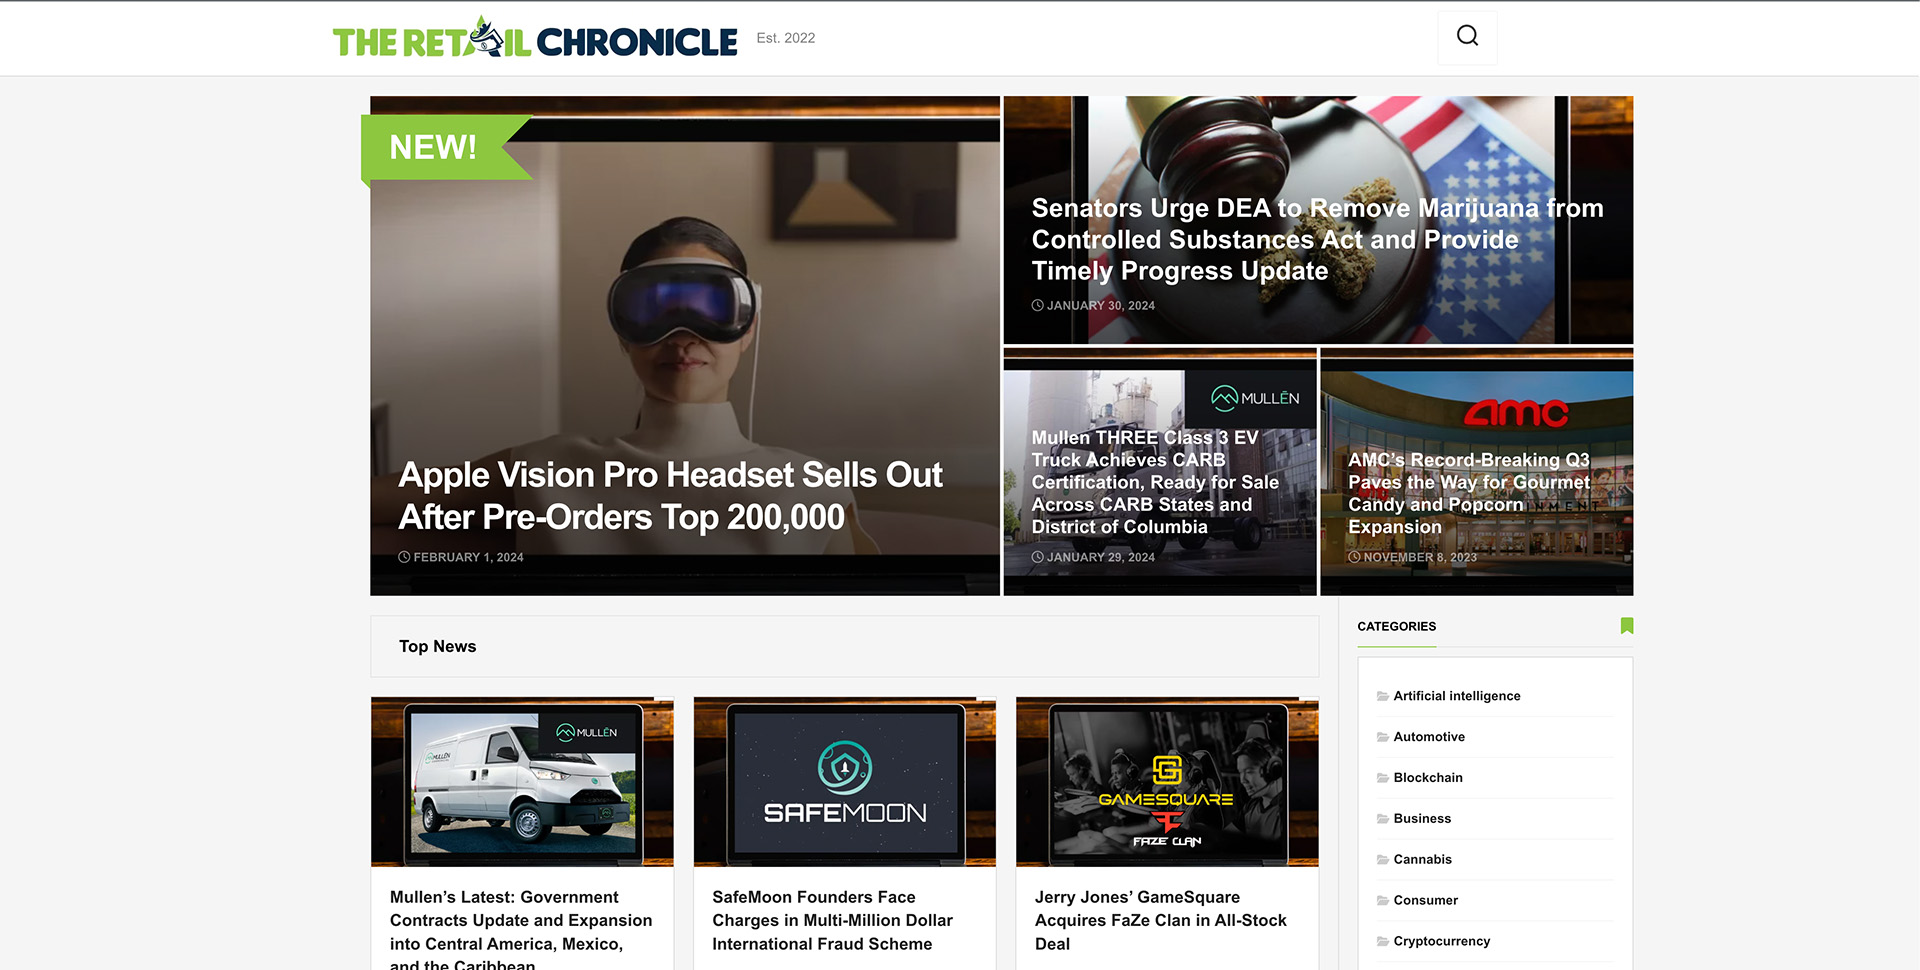 THE RETAIL CHRONICLE
Est. 2022
NEW!
Apple Vision Pro Headset Sells Out
After Pre-Orders Top 200,000
FEBRUARY 1, 2024
Senators Urge DEA to Remove Marijuana from
Controlled Substances Act and Provide
Timely Progress Update
JANUARY 30, 2024
MULLĒN
Mullen THREE Class 3 EV
Truck Achieves CARB
Certification, Ready for Sale
Across CARB States and
District of Columbia
JANUARY 29, 2024
amc
AMC’s Record-Breaking Q3
Paves the Way for Gourmet
Candy and Popcorn
Expansion
NOVEMBER 8, 2023
Top News
MULLĒN
MULLĒN
Mullen’s Latest: Government
Contracts Update and Expansion
into Central America, Mexico,
and the Caribbean
SAFEMOON
SafeMoon Founders Face
Charges in Multi-Million Dollar
International Fraud Scheme
GAMESQUARE
FAZE CLAN
Jerry Jones’ GameSquare
Acquires FaZe Clan in All-Stock
Deal
CATEGORIES
Artificial intelligence
Automotive
Blockchain
Business
Cannabis
Consumer
Cryptocurrency